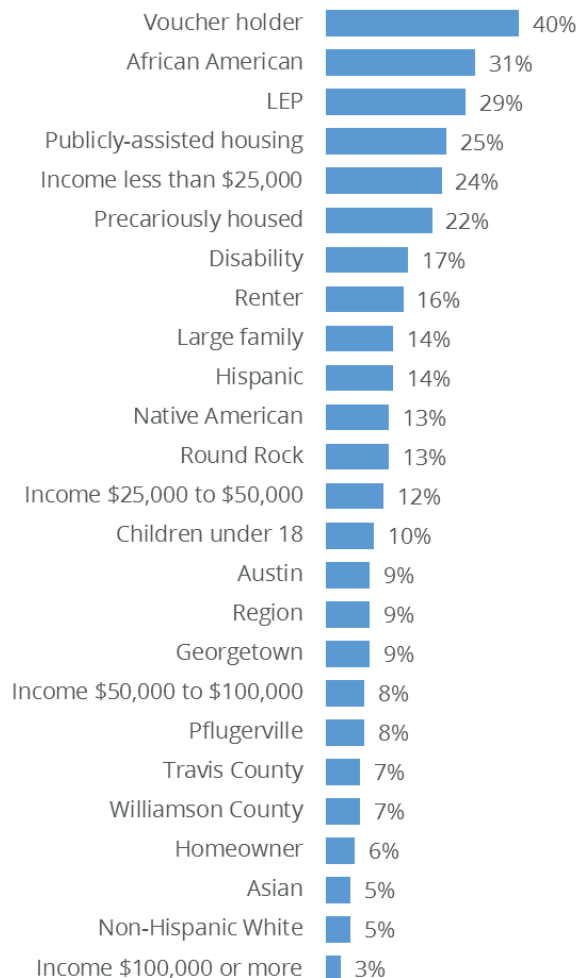 Voucher holder 40%
African American 31%
LEP 29%
Publicly-assisted housing 25%
Income less than $25,000 24%
Precariously housed 22%
Disability 17%
Renter 16%
Large family 14%
Hispanic 14%
Native American 13%
Round Rock 13%
Income $25,000 to $50,000 12%
Children under 18 10%
Austin 9%
Region 9%
Georgetown 9%
Income $50,000 to $100,000 8%
Pflugerville 8%
Travis County 7%
Williamson County 7%
Homeowner 6%
Asian 5%
Non-Hispanic White 5%
Income $100,000 or more 3%